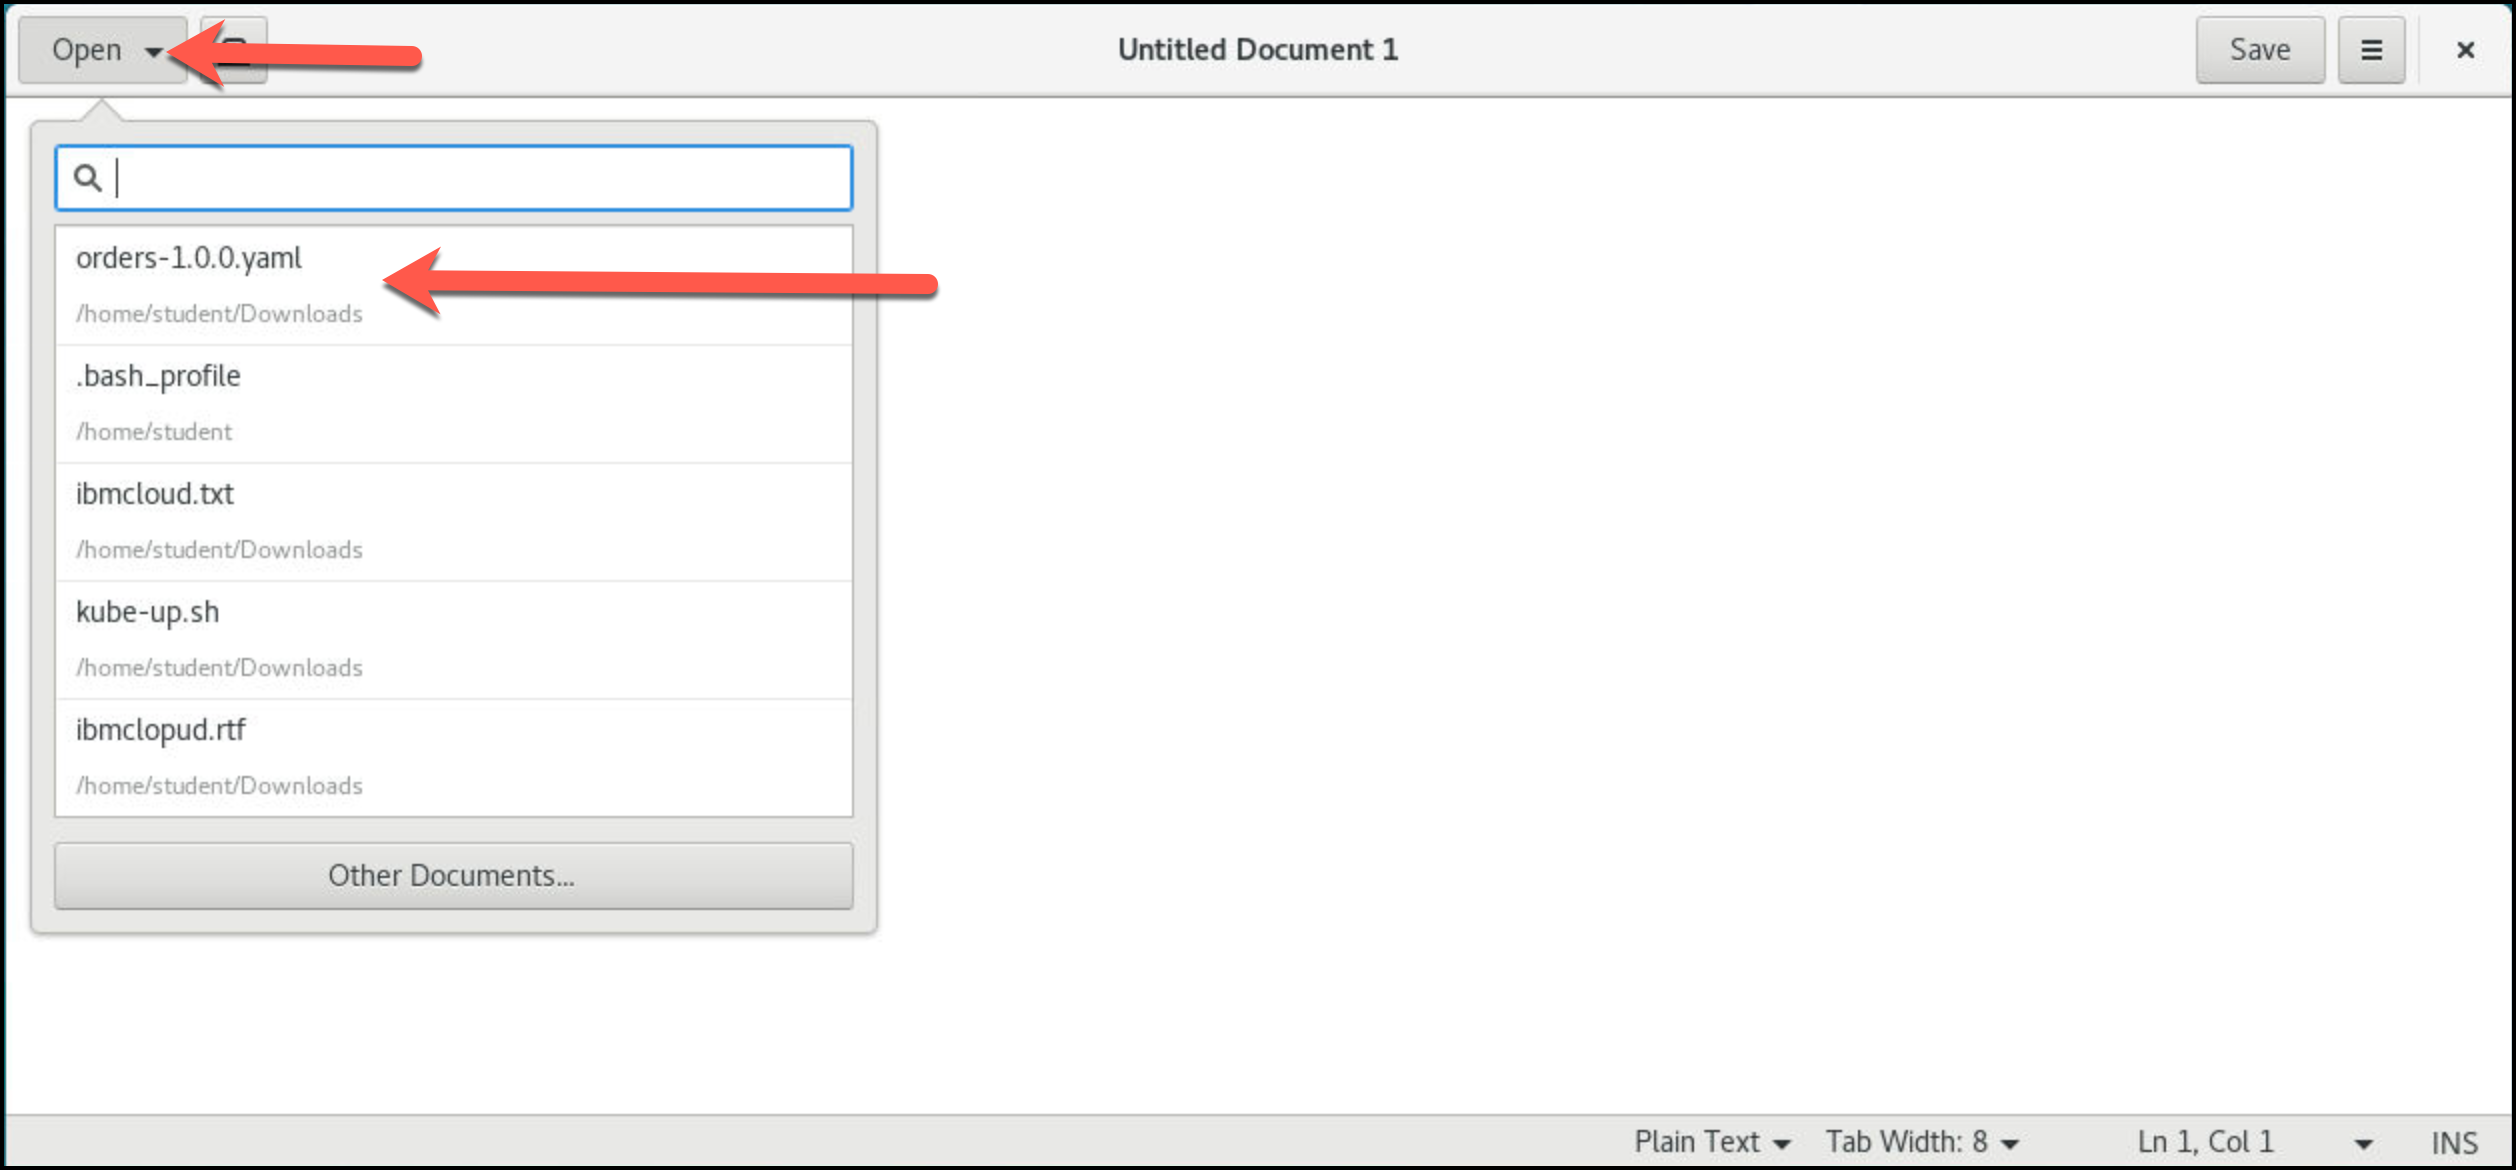 Open
Untitled Document 1
Save
orders-1.0.0.yaml
/home/student/Downloads
.bash_profile
/home/student
ibmcloud.txt
/home/student/Downloads
kube-up.sh
/home/student/Downloads
ibmclopud.rtf
/home/student/Downloads
Other Documents...
Plain Text Tab Width: 8 Ln 1, Col 1 INS